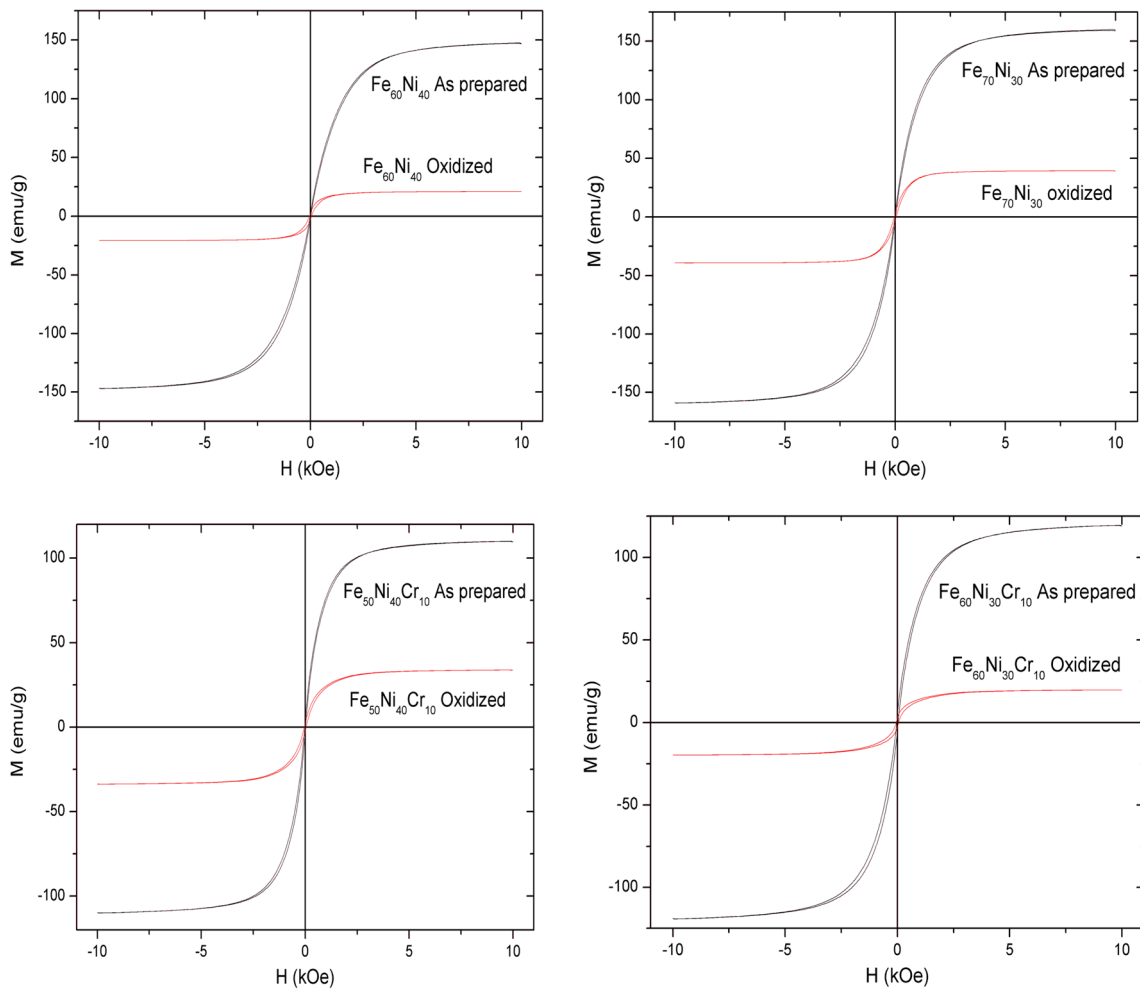 150
100
50
0
-50
-100
-150
M (emu/g)
Fe60Ni40 As prepared
Fe60Ni40 Oxidized
-10
-5
0
5
10
H (kOe)
150
100
50
0
-50
-100
-150
M (emu/g)
Fe70Ni30 As prepared
Fe70Ni30 oxidized
-10
-5
0
5
10
H (kOe)
100
50
0
-50
-100
M (emu/g)
Fe50Ni40Cr10 As prepared
Fe50Ni40Cr10 Oxidized
-10
-5
0
5
10
H (kOe)
100
50
0
-50
-100
M (emu/g)
Fe60Ni30Cr10 As prepared
Fe60Ni30Cr10 Oxidized
-10
-5
0
5
10
H (kOe)